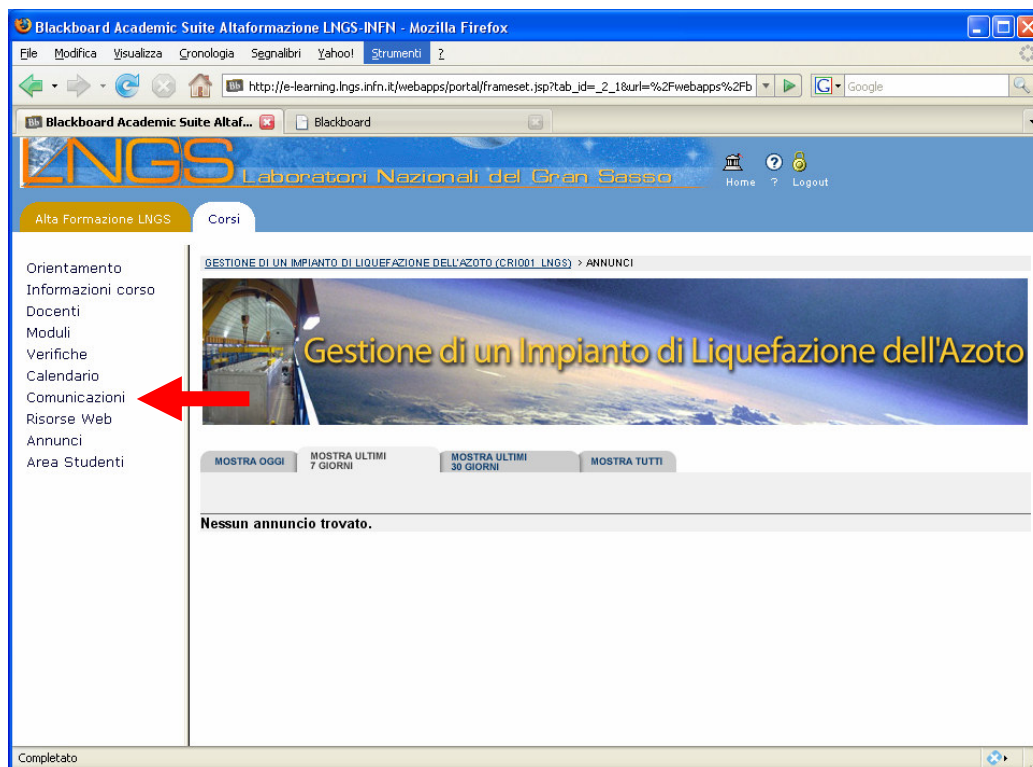 Blackboard Academic Suite Altaformazione LNGS-INFN - Mozilla Firefox
File Modifica Visualizza Cronologia Segnalibri Yahoo! Strumenti ?
http://e-learning.lngs.infn.it/webapps/portal/frameset.jsp?tab_id=_2_1&url=%2Fwebapps%2Fb
G Google
Bb Blackboard Academic Suite Altaf... Blackboard
LNGS Laboratori Nazionali del Gran Sasso
Home ? Logout
Alta Formazione LNGS Corsi
GESTIONE DI UN IMPIANTO DI LIQUEFAZIONE DELL'AZOTO (CRIO01_LNGS) > ANNUNCI
Orientamento
Informazioni corso
Docenti
Moduli
Verifiche
Calendario
Comunicazioni
Risorse Web
Annunci
Area Studenti
Gestione di un Impianto di Liquefazione dell'Azoto
MOSTRA OGGI
MOSTRA ULTIMI
7 GIORNI
MOSTRA ULTIMI
30 GIORNI
MOSTRA TUTTI
Nessun annuncio trovato.
Completato